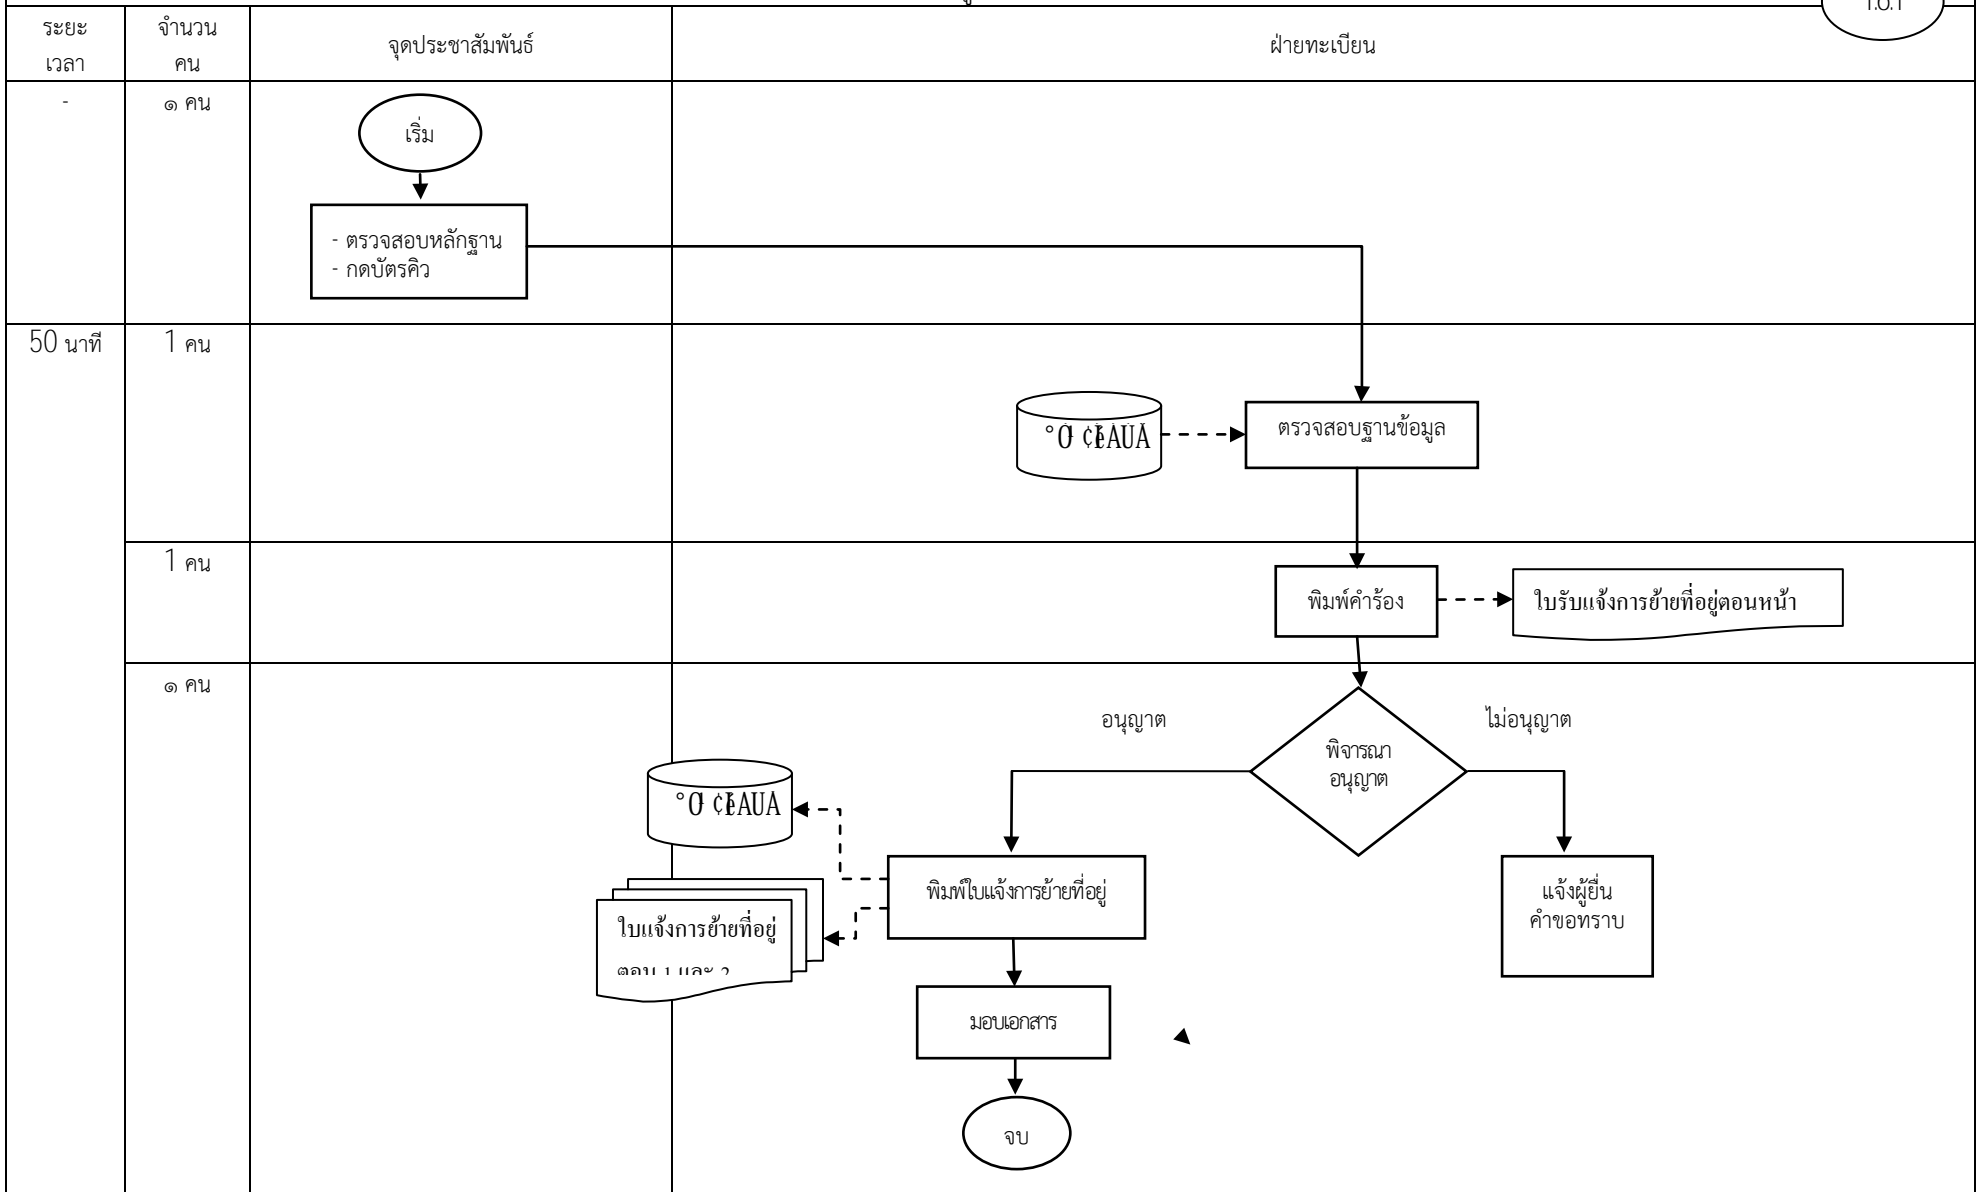 ระยะ
เวลา
จำนวน
คน
จุดประชาสัมพันธ์
ฝ่ายทะเบียน
-
๑ คน
เริ่ม
- ตรวจสอบหลักฐาน
- กดบัตรคิว
50 นาที
1 คน
ตรวจสอบฐานข้อมูล
1 คน
พิมพ์คำร้อง
ใบรับแจ้งการย้ายที่อยู่ตอนหน้า
๑ คน
อนุญาต
ไม่อนุญาต
พิจารณา
อนุญาต
พิมพ์ใบแจ้งการย้ายที่อยู่
แจ้งผู้ยื่น
คำขอทราบ
ใบแจ้งการย้ายที่อยู่
ตอน 1 และ 2
มอบเอกสาร
จบ